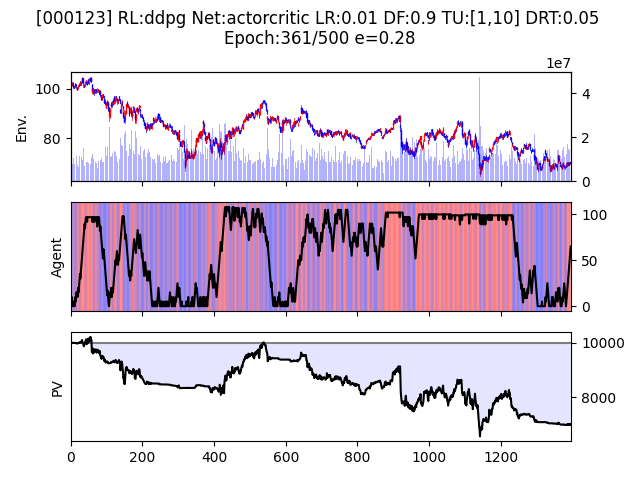 [000123] RL:ddpg Net:actorcritic LR:0.01 DF:0.9 TU:[1,10] DRT:0.05
Epoch:361/500 e=0.28
1e7
Env.
100
80
4
2
0
Agent
100
50
0
PV
10000
8000
0 200 400 600 800 1000 1200